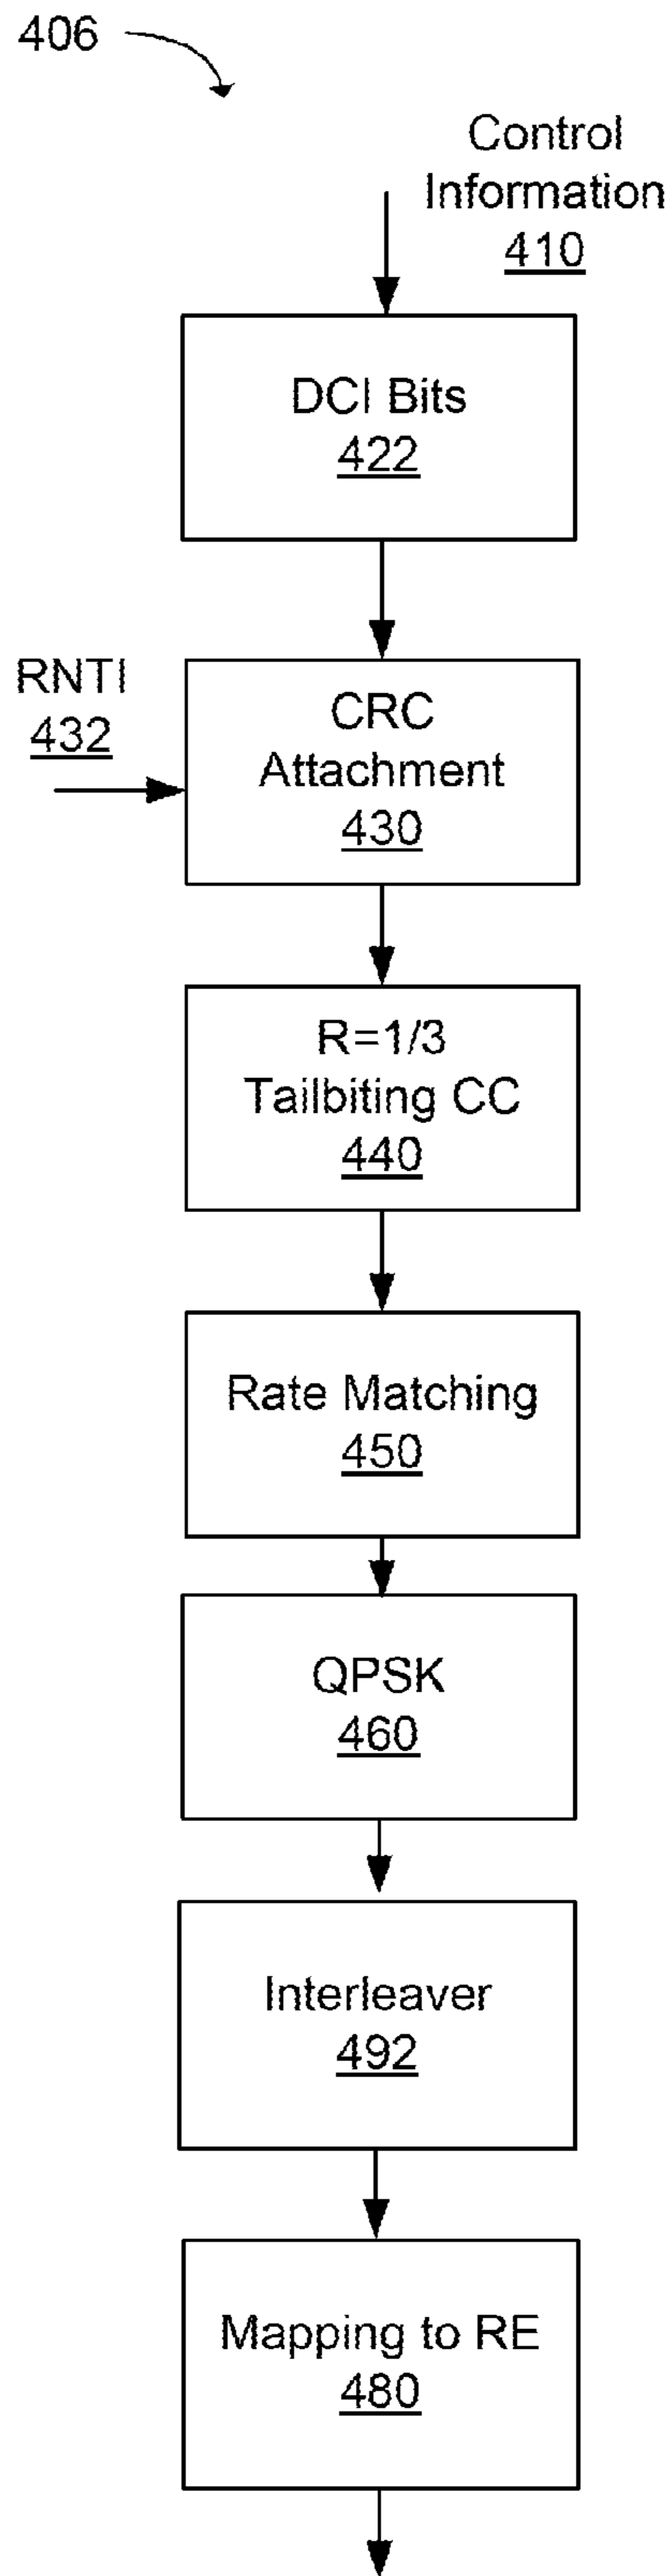 406
Control
Information
410
DCI Bits
422
RNTI
432
CRC
Attachment
430
R=1/3
Tailbiting CC
440
Rate Matching
450
QPSK
460
Interleaver
492
Mapping to RE
480